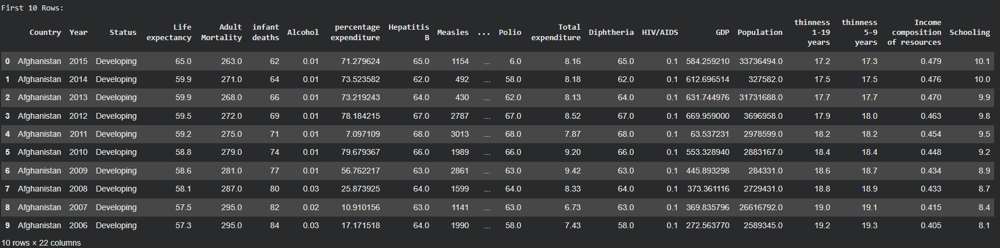 First 10 Rows:
Country Year Status Life expectancy Adult Mortality infant deaths Alcohol percentage expenditure Hepatitis B Measles ... Polio Total expenditure Diphtheria HIV/AIDS GDP Population thinness 1-19 years thinness 5-9 years Income composition of resources Schooling
0 Afghanistan 2015 Developing 65.0 263.0 62 0.01 71.279624 65.0 1154 ... 6.0 8.16 65.0 0.1 584.259210 33736494.0 17.2 17.3 0.479 10.1
1 Afghanistan 2014 Developing 59.9 271.0 64 0.01 73.523582 62.0 492 ... 58.0 8.18 62.0 0.1 612.696514 327582.0 17.5 17.5 0.476 10.0
2 Afghanistan 2013 Developing 59.9 268.0 66 0.01 73.219243 64.0 430 ... 62.0 8.13 64.0 0.1 631.744976 31731688.0 17.7 17.7 0.470 9.9
3 Afghanistan 2012 Developing 59.5 272.0 69 0.01 78.184215 67.0 2787 ... 67.0 8.52 67.0 0.1 669.959000 3696958.0 17.9 18.0 0.463 9.8
4 Afghanistan 2011 Developing 59.2 275.0 71 0.01 7.097109 68.0 3013 ... 68.0 7.87 68.0 0.1 63.537231 2978599.0 18.2 18.2 0.454 9.5
5 Afghanistan 2010 Developing 58.8 279.0 74 0.01 79.679367 66.0 1989 ... 66.0 9.20 66.0 0.1 553.328940 2883167.0 18.4 18.4 0.448 9.2
6 Afghanistan 2009 Developing 58.6 281.0 77 0.01 56.762217 63.0 2861 ... 63.0 9.42 63.0 0.1 445.893298 284331.0 18.6 18.7 0.434 8.9
7 Afghanistan 2008 Developing 58.1 287.0 80 0.03 25.873925 64.0 1599 ... 64.0 8.33 64.0 0.1 373.361116 2729431.0 18.8 18.9 0.433 8.7
8 Afghanistan 2007 Developing 57.5 295.0 82 0.02 10.910156 63.0 1141 ... 63.0 6.73 63.0 0.1 369.835796 26616792.0 19.0 19.1 0.415 8.4
9 Afghanistan 2006 Developing 57.3 295.0 84 0.03 17.171518 64.0 1990 ... 58.0 7.43 58.0 0.1 272.563770 2589345.0 19.2 19.3 0.405 8.1
10 rows × 22 columns